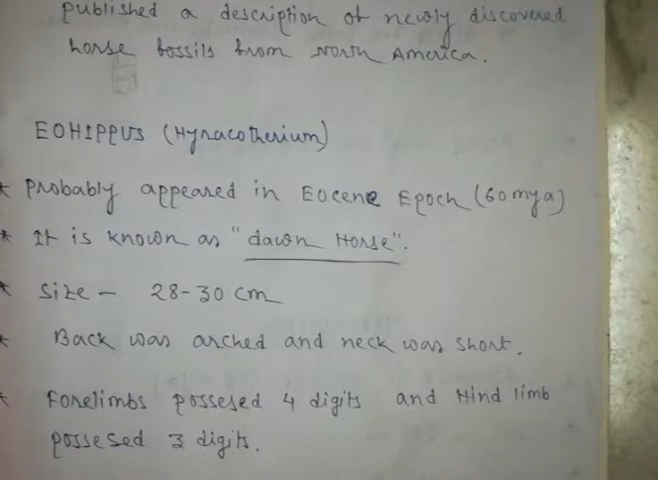 published a description of newly discovered
horse fossils from North America.
EOHIPPUS (Hyracotherium)
* Probably appeared in Eocene Epoch (60 mya)
* It is known as "dawn Horse".
* Size - 28-30 cm
* Back was arched and neck was short.
* Forelimbs possesed 4 digits and Hind limb
possesed 3 digits.